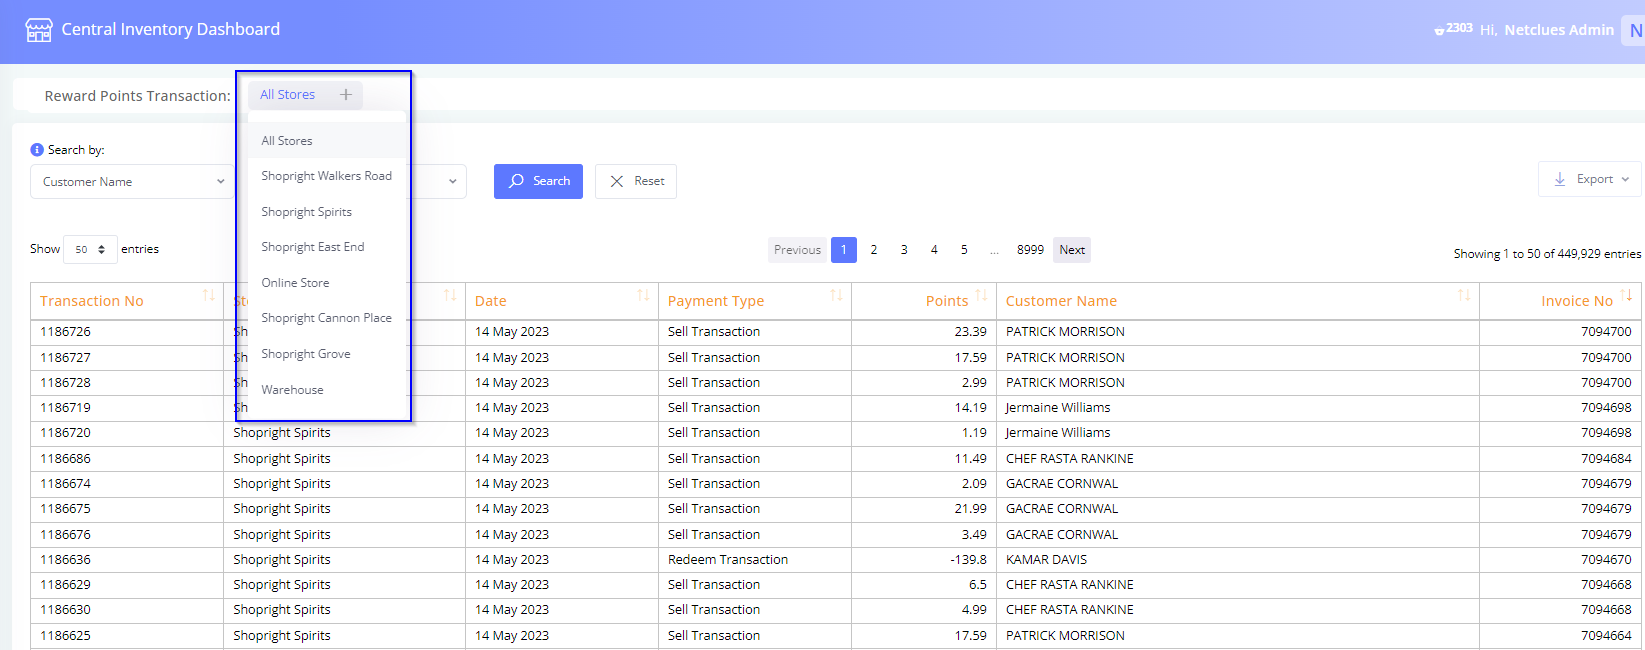 Central Inventory Dashboard
2303 Hi, Netclues Admin N
Reward Points Transaction: All Stores
All Stores
Shopright Walkers Road
Shopright Spirits
Shopright East End
Online Store
Shopright Cannon Place
Shopright Grove
Warehouse
Search by:
Customer Name Search Reset Export
Show 50 entries Previous 1 2 3 4 5 ... 8999 Next Showing 1 to 50 of 449,929 entries
Transaction No St Date Payment Type Points Customer Name Invoice No
1186726 Sh 14 May 2023 Sell Transaction 23.39 PATRICK MORRISON 7094700
1186727 Sh 14 May 2023 Sell Transaction 17.59 PATRICK MORRISON 7094700
1186728 Sh 14 May 2023 Sell Transaction 2.99 PATRICK MORRISON 7094700
1186719 Sh 14 May 2023 Sell Transaction 14.19 Jermaine Williams 7094698
1186720 Shopright Spirits 14 May 2023 Sell Transaction 1.19 Jermaine Williams 7094698
1186686 Shopright Spirits 14 May 2023 Sell Transaction 11.49 CHEF RASTA RANKINE 7094684
1186674 Shopright Spirits 14 May 2023 Sell Transaction 2.09 GACRAE CORNWAL 7094679
1186675 Shopright Spirits 14 May 2023 Sell Transaction 21.99 GACRAE CORNWAL 7094679
1186676 Shopright Spirits 14 May 2023 Sell Transaction 3.49 GACRAE CORNWAL 7094679
1186636 Shopright Spirits 14 May 2023 Redeem Transaction -139.8 KAMAR DAVIS 7094670
1186629 Shopright Spirits 14 May 2023 Sell Transaction 6.5 CHEF RASTA RANKINE 7094668
1186630 Shopright Spirits 14 May 2023 Sell Transaction 4.99 CHEF RASTA RANKINE 7094668
1186625 Shopright Spirits 14 May 2023 Sell Transaction 17.59 PATRICK MORRISON 7094664